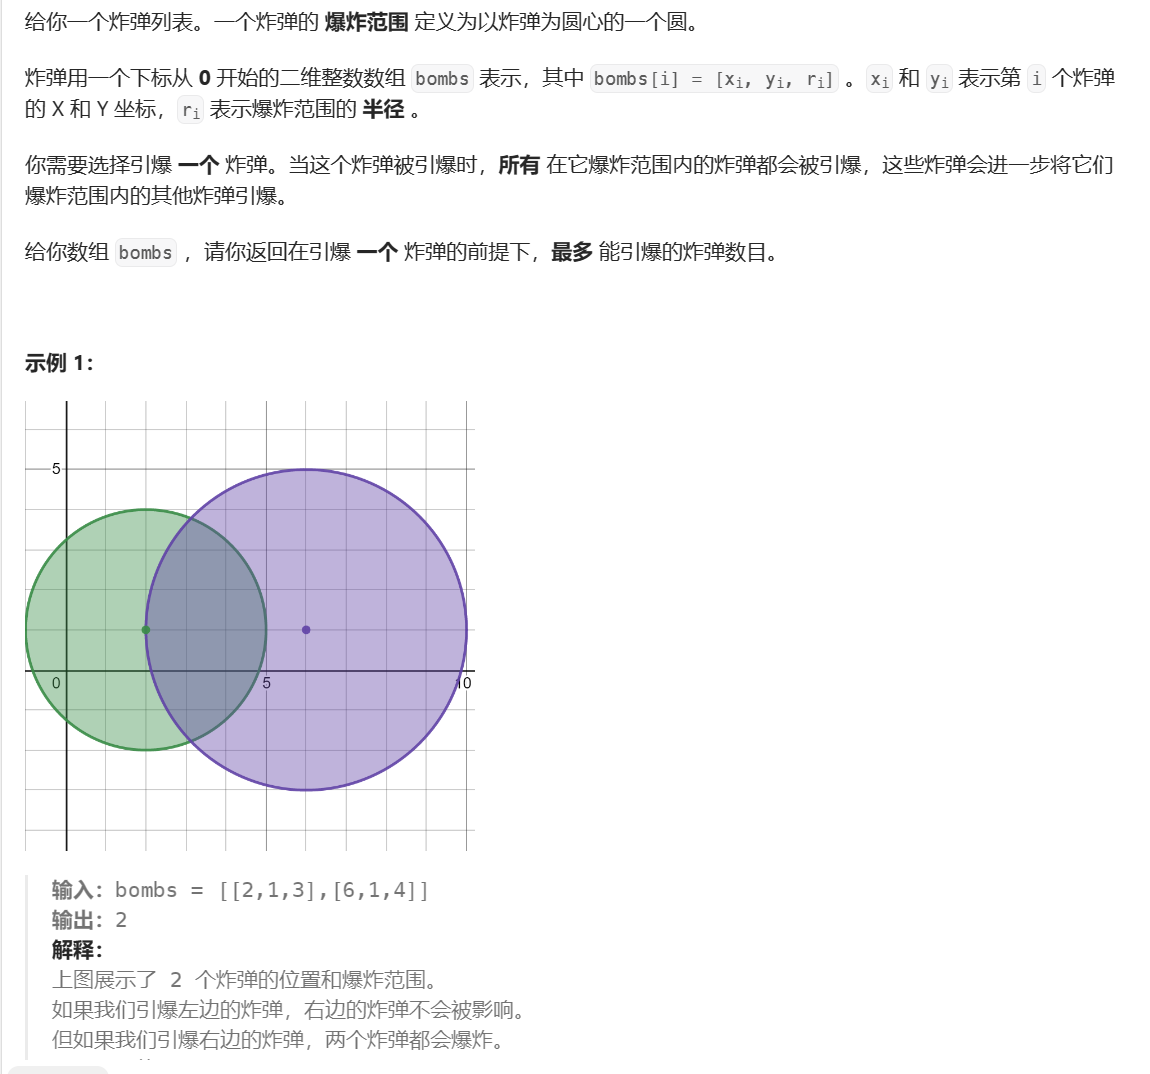 给你一个炸弹列表。一个炸弹的 爆炸范围 定义为以炸弹为圆心的一个圆。
炸弹用一个下标从 0 开始的二维整数数组 bombs 表示，其中 bombs[i] = [xi, yi, ri] 。xi 和 yi 表示第 i 个炸弹
的 X 和 Y 坐标，ri 表示爆炸范围的 半径 。
你需要选择引爆 一个 炸弹。当这个炸弹被引爆时，所有 在它爆炸范围内的炸弹都会被引爆，这些炸弹会进一步将它们
爆炸范围内的其他炸弹引爆。
给你数组 bombs ，请你返回在引爆 一个 炸弹的前提下，最多 能引爆的炸弹数目。
示例 1：
5
0
5
10
输入：bombs = [[2,1,3],[6,1,4]]
输出：2
解释：
上图展示了 2 个炸弹的位置和爆炸范围。
如果我们引爆左边的炸弹，右边的炸弹不会被影响。
但如果我们引爆右边的炸弹，两个炸弹都会爆炸。